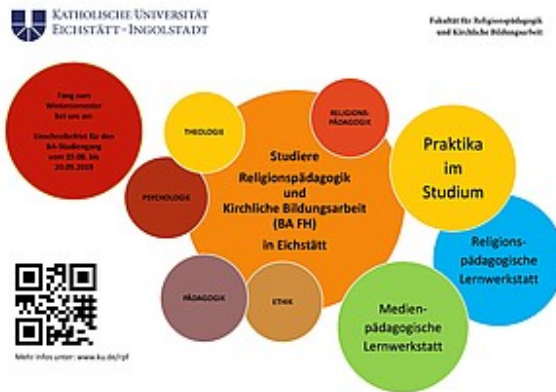 KATHOLISCHE UNIVERSITÄT
EICHSTÄTT-INGOLSTADT
Fakultät für Religionspädagogik
und Kirchliche Bildungsarbeit
Fang zum
Wintersemester
bei uns an
Einschreibefrist für den
BA-Studiengang
vom
bis
THEOLOGIE
RELIGIONS-
PÄDAGOGIK
PSYCHOLOGIE
Studiere
Religionspädagogik
und
Kirchliche Bildungsarbeit
(BA FH)
in Eichstätt
PÄDAGOGIK
ETHIK
Praktika
im
Studium
Religions-
pädagogische
Lernwerkstatt
Medien-
pädagogische
Lernwerkstatt
Mehr Infos unter: www.ku.de/rpf